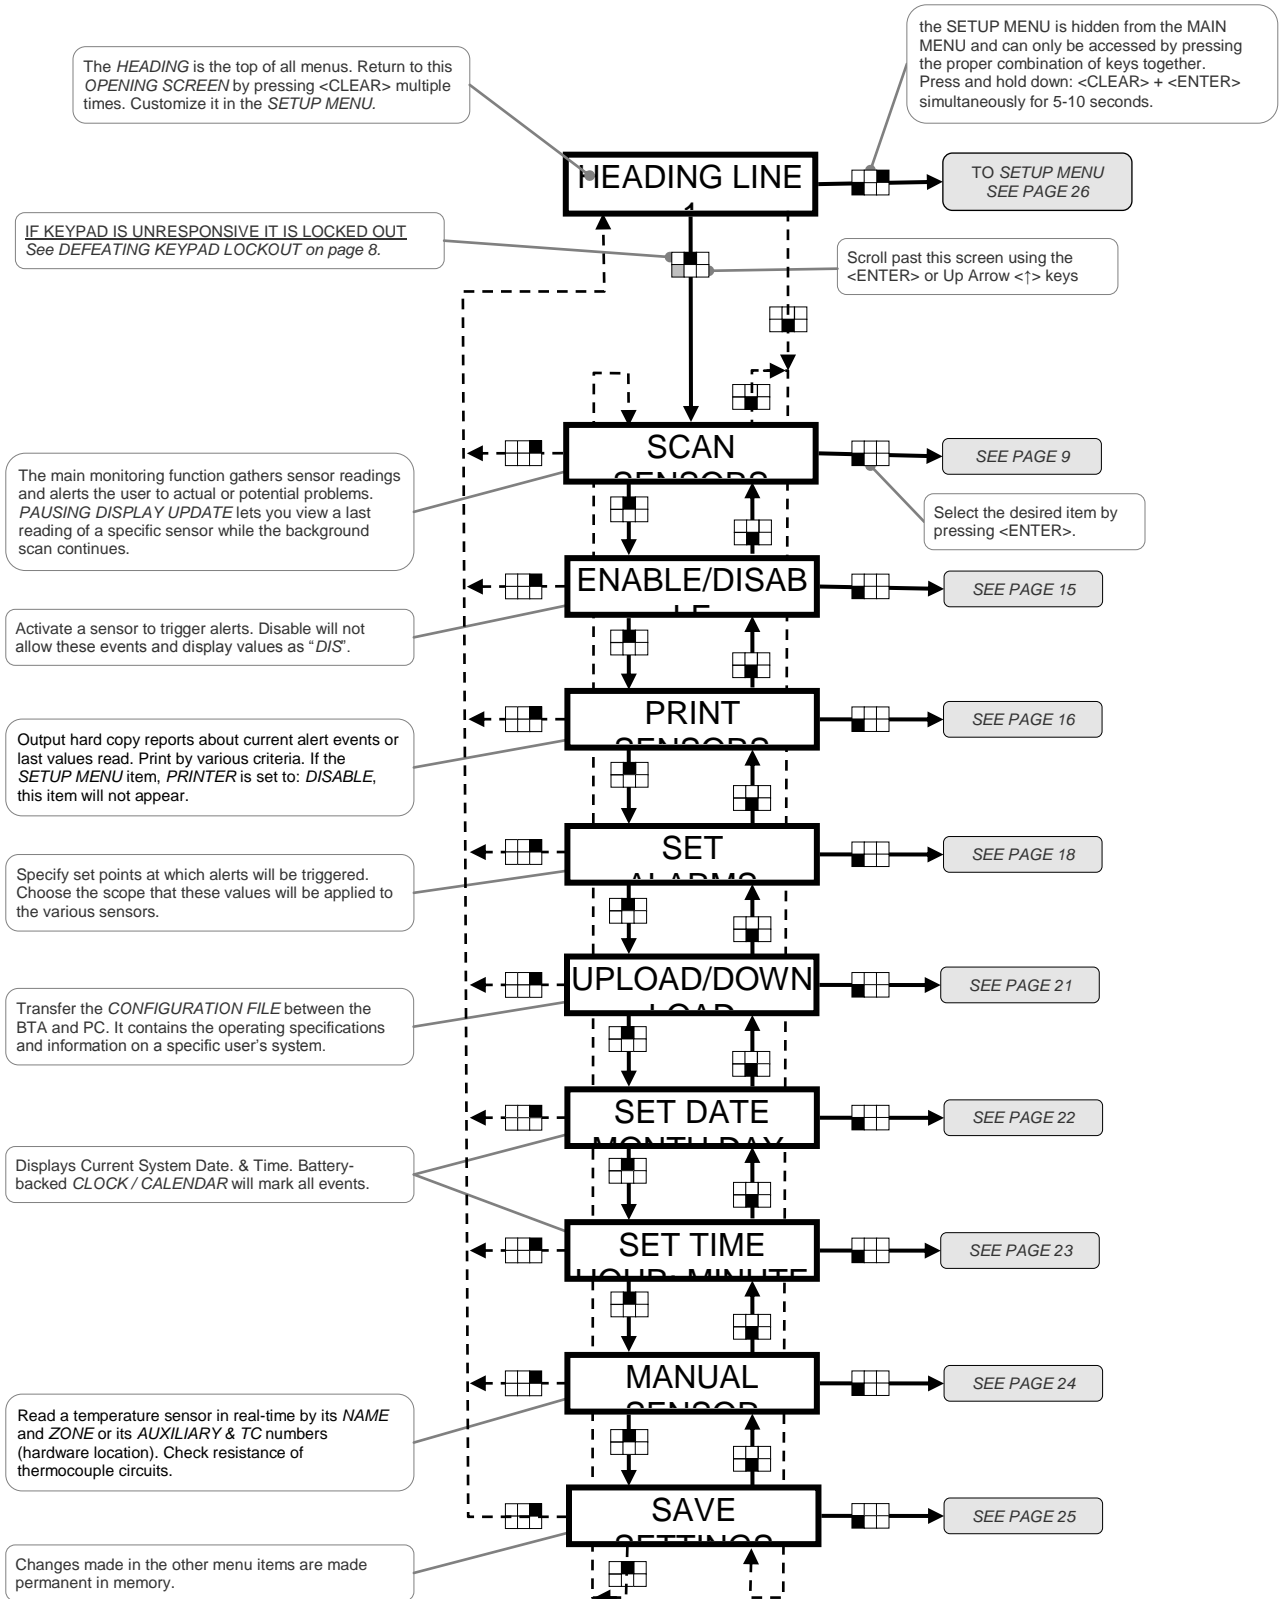 the SETUP MENU is hidden from the MAIN
MENU and can only be accessed by pressing
the proper combination of keys together.
Press and hold down: <CLEAR> + <ENTER>
simultaneously for 5-10 seconds.
The HEADING is the top of all menus. Return to this
OPENING SCREEN by pressing <CLEAR> multiple
times. Customize it in the SETUP MENU.
HEADING LINE
1
TO SETUP MENU
SEE PAGE 26
IF KEYPAD IS UNRESPONSIVE IT IS LOCKED OUT
See DEFEATING KEYPAD LOCKOUT on page 8.
Scroll past this screen using the
<ENTER> or Up Arrow <↑> keys
SCAN
SENSORS
SEE PAGE 9
The main monitoring function gathers sensor readings
and alerts the user to actual or potential problems.
PAUSING DISPLAY UPDATE lets you view a last
reading of a specific sensor while the background
scan continues.
Select the desired item by
pressing <ENTER>.
ENABLE/DISAB
LE
SEE PAGE 15
Activate a sensor to trigger alerts. Disable will not
allow these events and display values as “DIS”.
PRINT
SENSORS
SEE PAGE 16
Output hard copy reports about current alert events or
last values read. Print by various criteria. If the
SETUP MENU item, PRINTER is set to: DISABLE,
this item will not appear.
SET
ALARMS
SEE PAGE 18
Specify set points at which alerts will be triggered.
Choose the scope that these values will be applied to
the various sensors.
UPLOAD/DOWN
LOAD
SEE PAGE 21
Transfer the CONFIGURATION FILE between the
BTA and PC. It contains the operating specifications
and information on a specific user's system.
SET DATE
MONTH-DAY
SEE PAGE 22
Displays Current System Date. & Time. Battery-
backed CLOCK / CALENDAR will mark all events.
SET TIME
HOUR: MINUTE
SEE PAGE 23
MANUAL
SENSOR
SEE PAGE 24
Read a temperature sensor in real-time by its NAME
and ZONE or its AUXILIARY & TC numbers
(hardware location). Check resistance of
thermocouple circuits.
SAVE
SETTINGS
SEE PAGE 25
Changes made in the other menu items are made
permanent in memory.